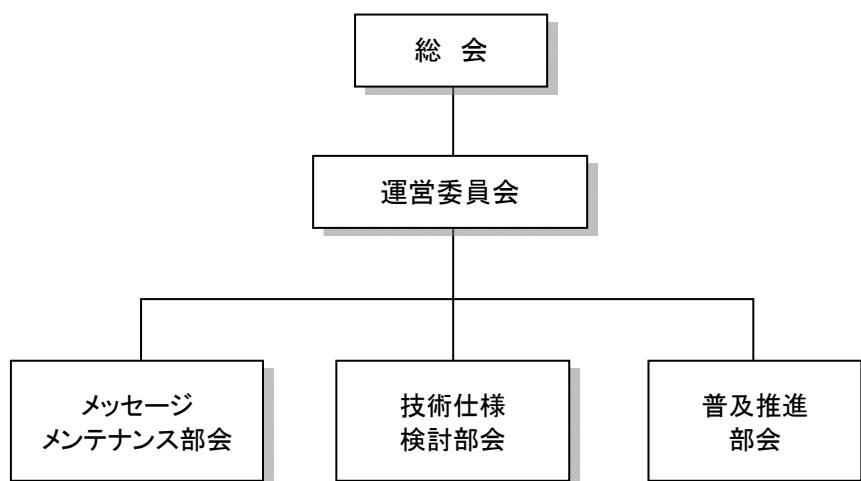 総 会
運営委員会
メッセージ
メンテナンス部会
技術仕様
検討部会
普及推進
部会